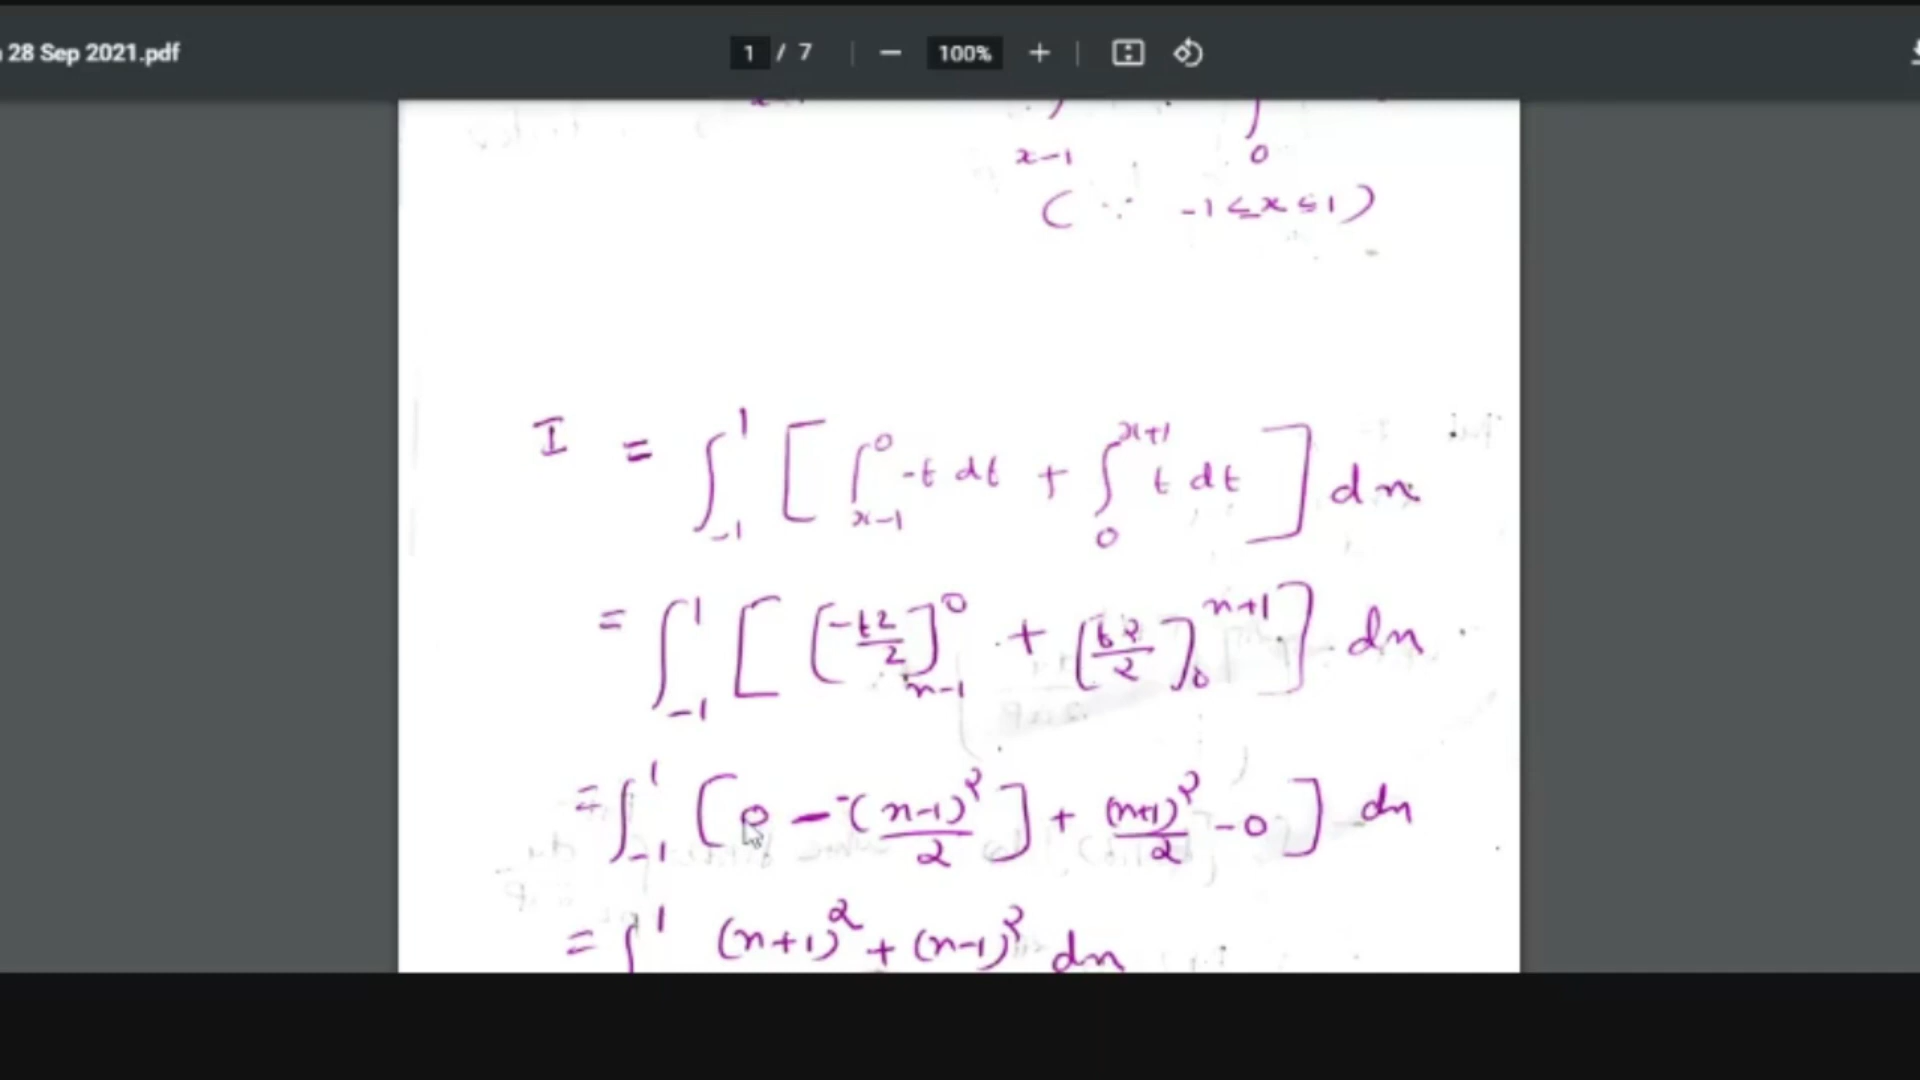 28 Sep 2021.pdf
1 / 7
100%
x-1 0
( ∵ -1 ≤ x ≤ 1 )
I = ∫_{-1}^{1} [ ∫_{x-1}^{0} -t dt + ∫_{0}^{x+1} t dt ] dx
= ∫_{-1}^{1} [ [-t2/2]_{x-1}^{0} + [t2/2]_{0}^{x+1} ] dx
= ∫_{-1}^{1} [ 0 - -(x-1)^2/2 ] + (x+1)^2/2 - 0 ] dx
= ∫^{1} (x+1)^2 + (x-1)^2 dx